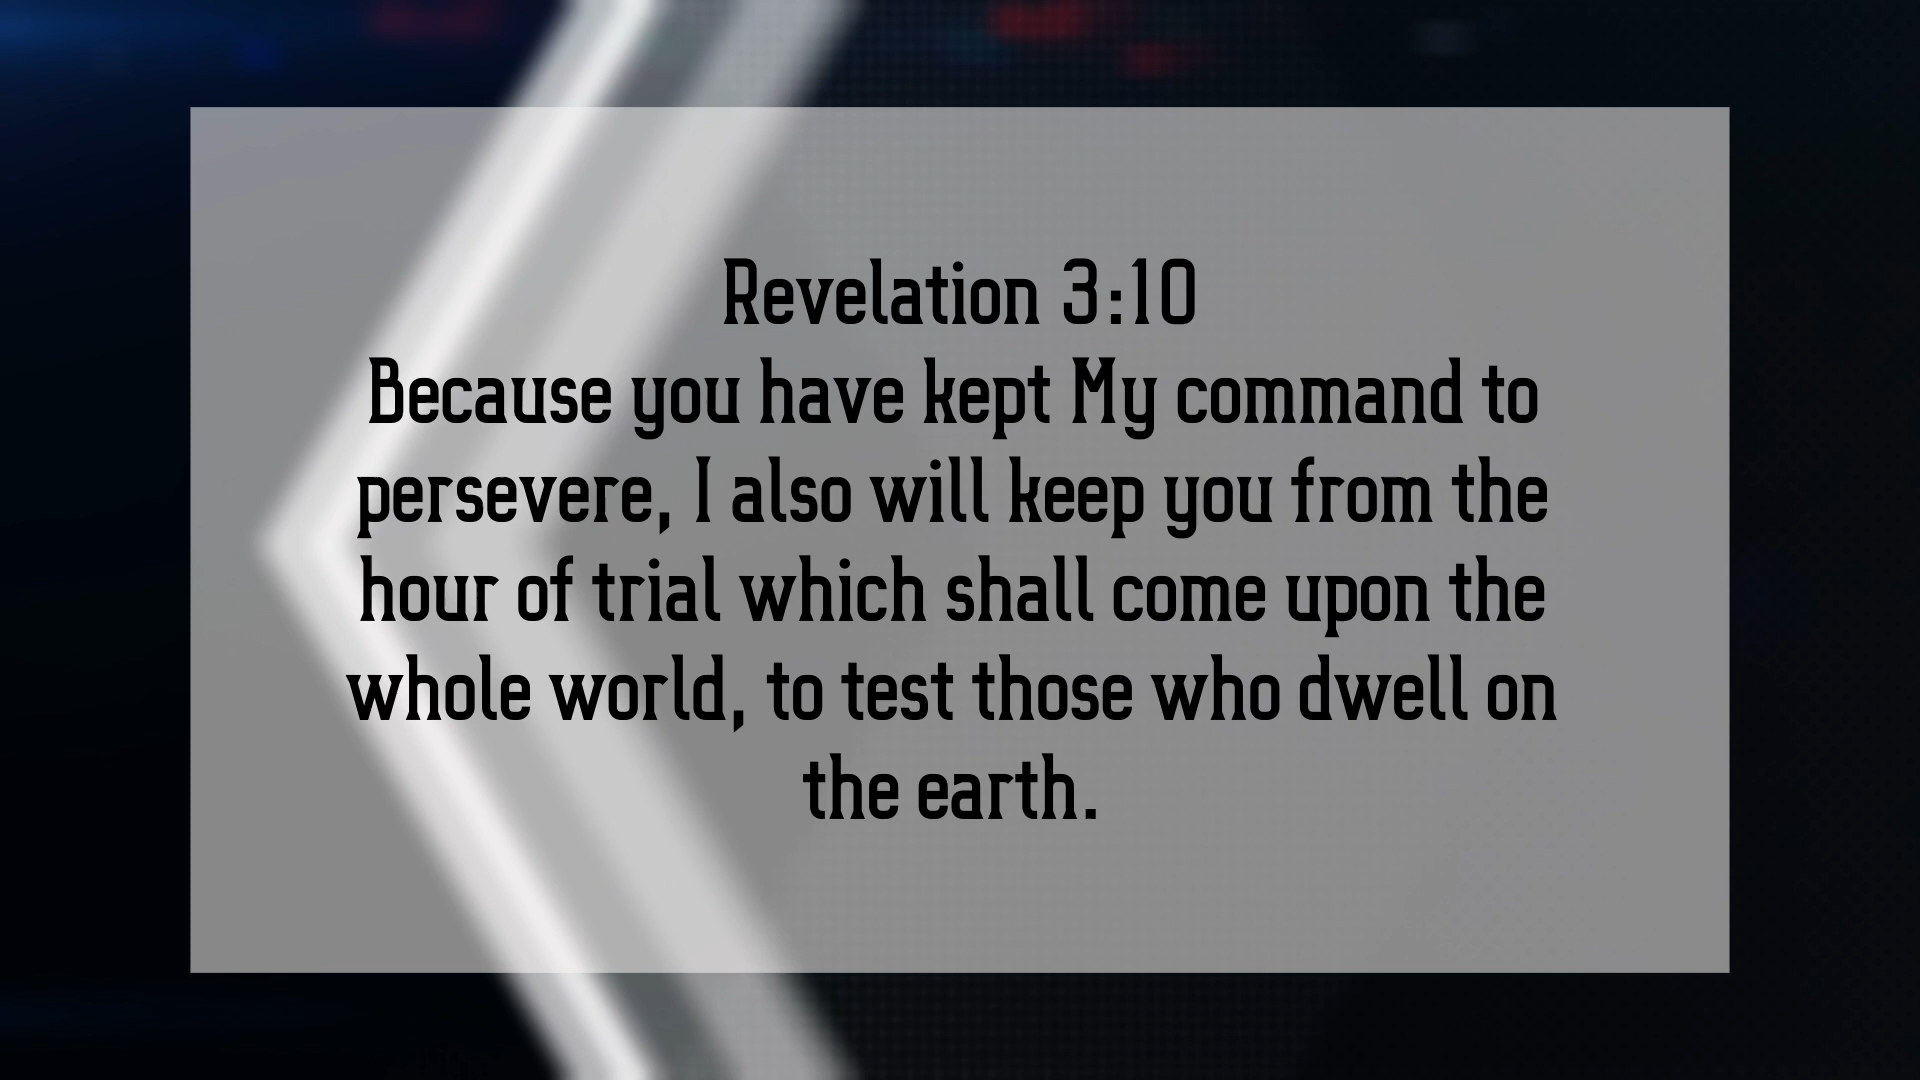 Revelation 3:10
Because you have kept My command to
persevere, I also will keep you from the
hour of trial which shall come upon the
whole world, to test those who dwell on
the earth.